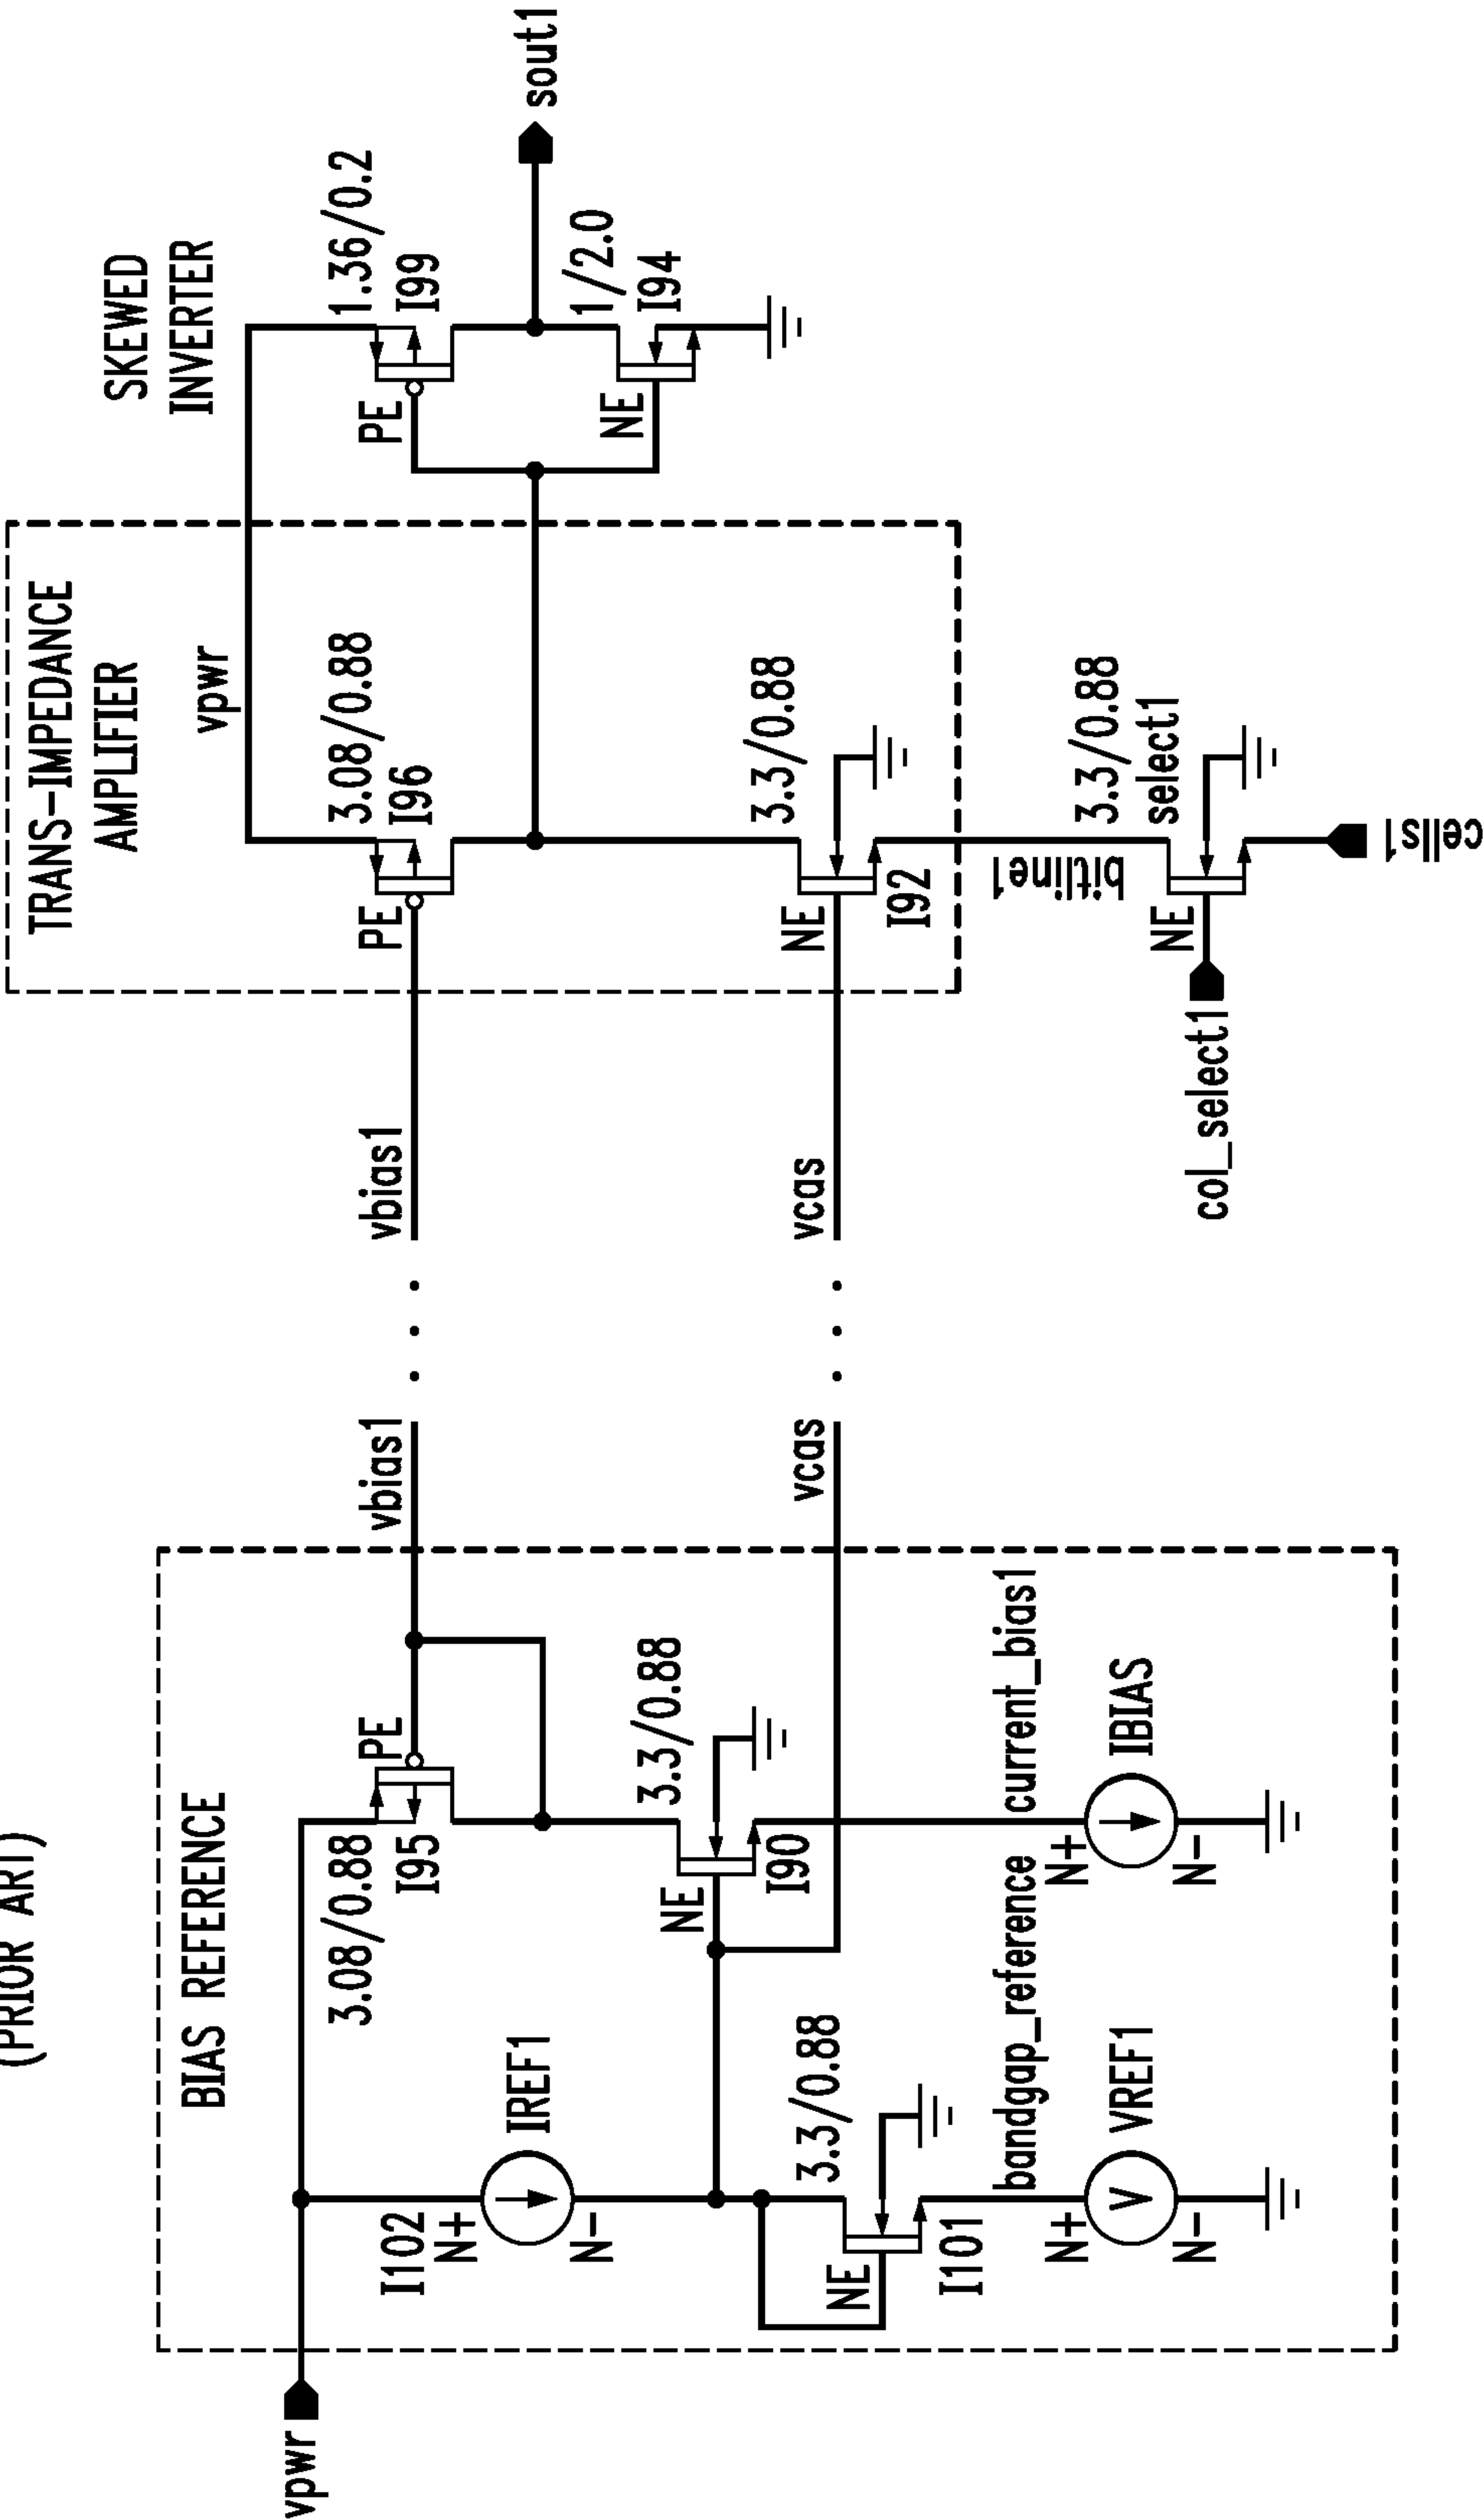 (PRIOR ART)
BIAS REFERENCE
vpwr
I102
N+
N-
IREF1
3.08/0.88
I95
PE
vbias1
NE
I90
3.3/0.88
vcas
NE
I101
3.3/0.88
bandgap_reference
N+
N-
VREF1
current_bias1
N+
N-
IBIAS
vbias1
vcas
TRANS-IMPEDANCE
AMPLIFIER
vpwr
PE
3.08/0.88
I96
NE
3.3/0.88
I92
bitline1
col_select1
NE
3.3/0.88
select1
cells1
SKEWED
INVERTER
PE
1.36/0.2
I99
NE
1/2.0
I94
sout1